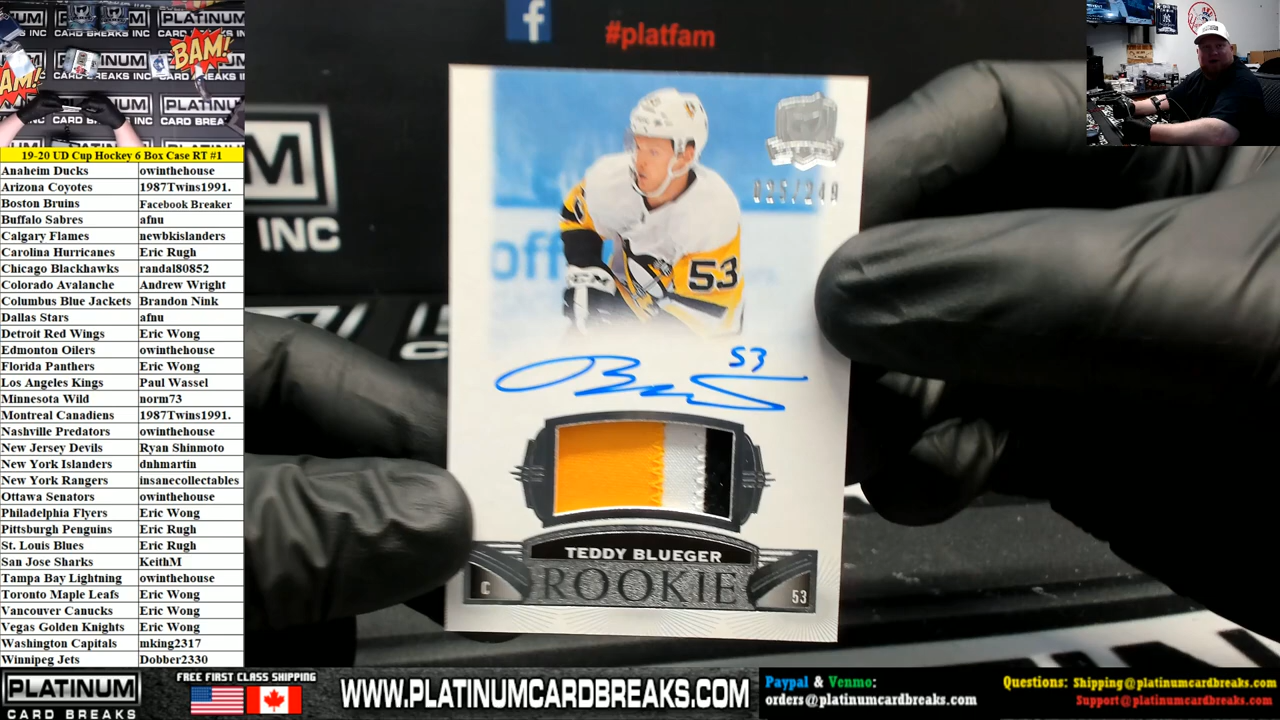 #platfam
PLATINUM
CARD BREAKS IN
BAM!
19-20 UD Cup Hockey 6 Box Case RT #1
Anaheim Ducks owinthehouse
Arizona Coyotes 1987Twins1991.
Boston Bruins Facebook Breaker
Buffalo Sabres afnu
Calgary Flames newbkislanders
Carolina Hurricanes Eric Rugh
Chicago Blackhawks randal80852
Colorado Avalanche Andrew Wright
Columbus Blue Jackets Brandon Nink
Dallas Stars afnu
Detroit Red Wings Eric Wong
Edmonton Oilers owinthehouse
Florida Panthers Eric Wong
Los Angeles Kings Paul Wassel
Minnesota Wild norm73
Montreal Canadiens 1987Twins1991.
Nashville Predators owinthehouse
New Jersey Devils Ryan Shinmoto
New York Islanders dnhmartin
New York Rangers insanecollectables
Ottawa Senators owinthehouse
Philadelphia Flyers Eric Wong
Pittsburgh Penguins Eric Rugh
St. Louis Blues Eric Rugh
San Jose Sharks KeithM
Tampa Bay Lightning owinthehouse
Toronto Maple Leafs Eric Wong
Vancouver Canucks Eric Wong
Vegas Golden Knights Eric Wong
Washington Capitals mking2317
Winnipeg Jets Dobber2330
M
INC
53
53
TEDDY BLUEGER
ROOKIE
C
53
PLATINUM
CARD BREAKS
FREE FIRST CLASS SHIPPING
WWW.PLATINUMCARDBREAKS.COM
Paypal & Venmo:
orders@platinumcardbreaks.com
Questions: Shipping@platinumcardbreaks.com
Support@platinumcardbreaks.com